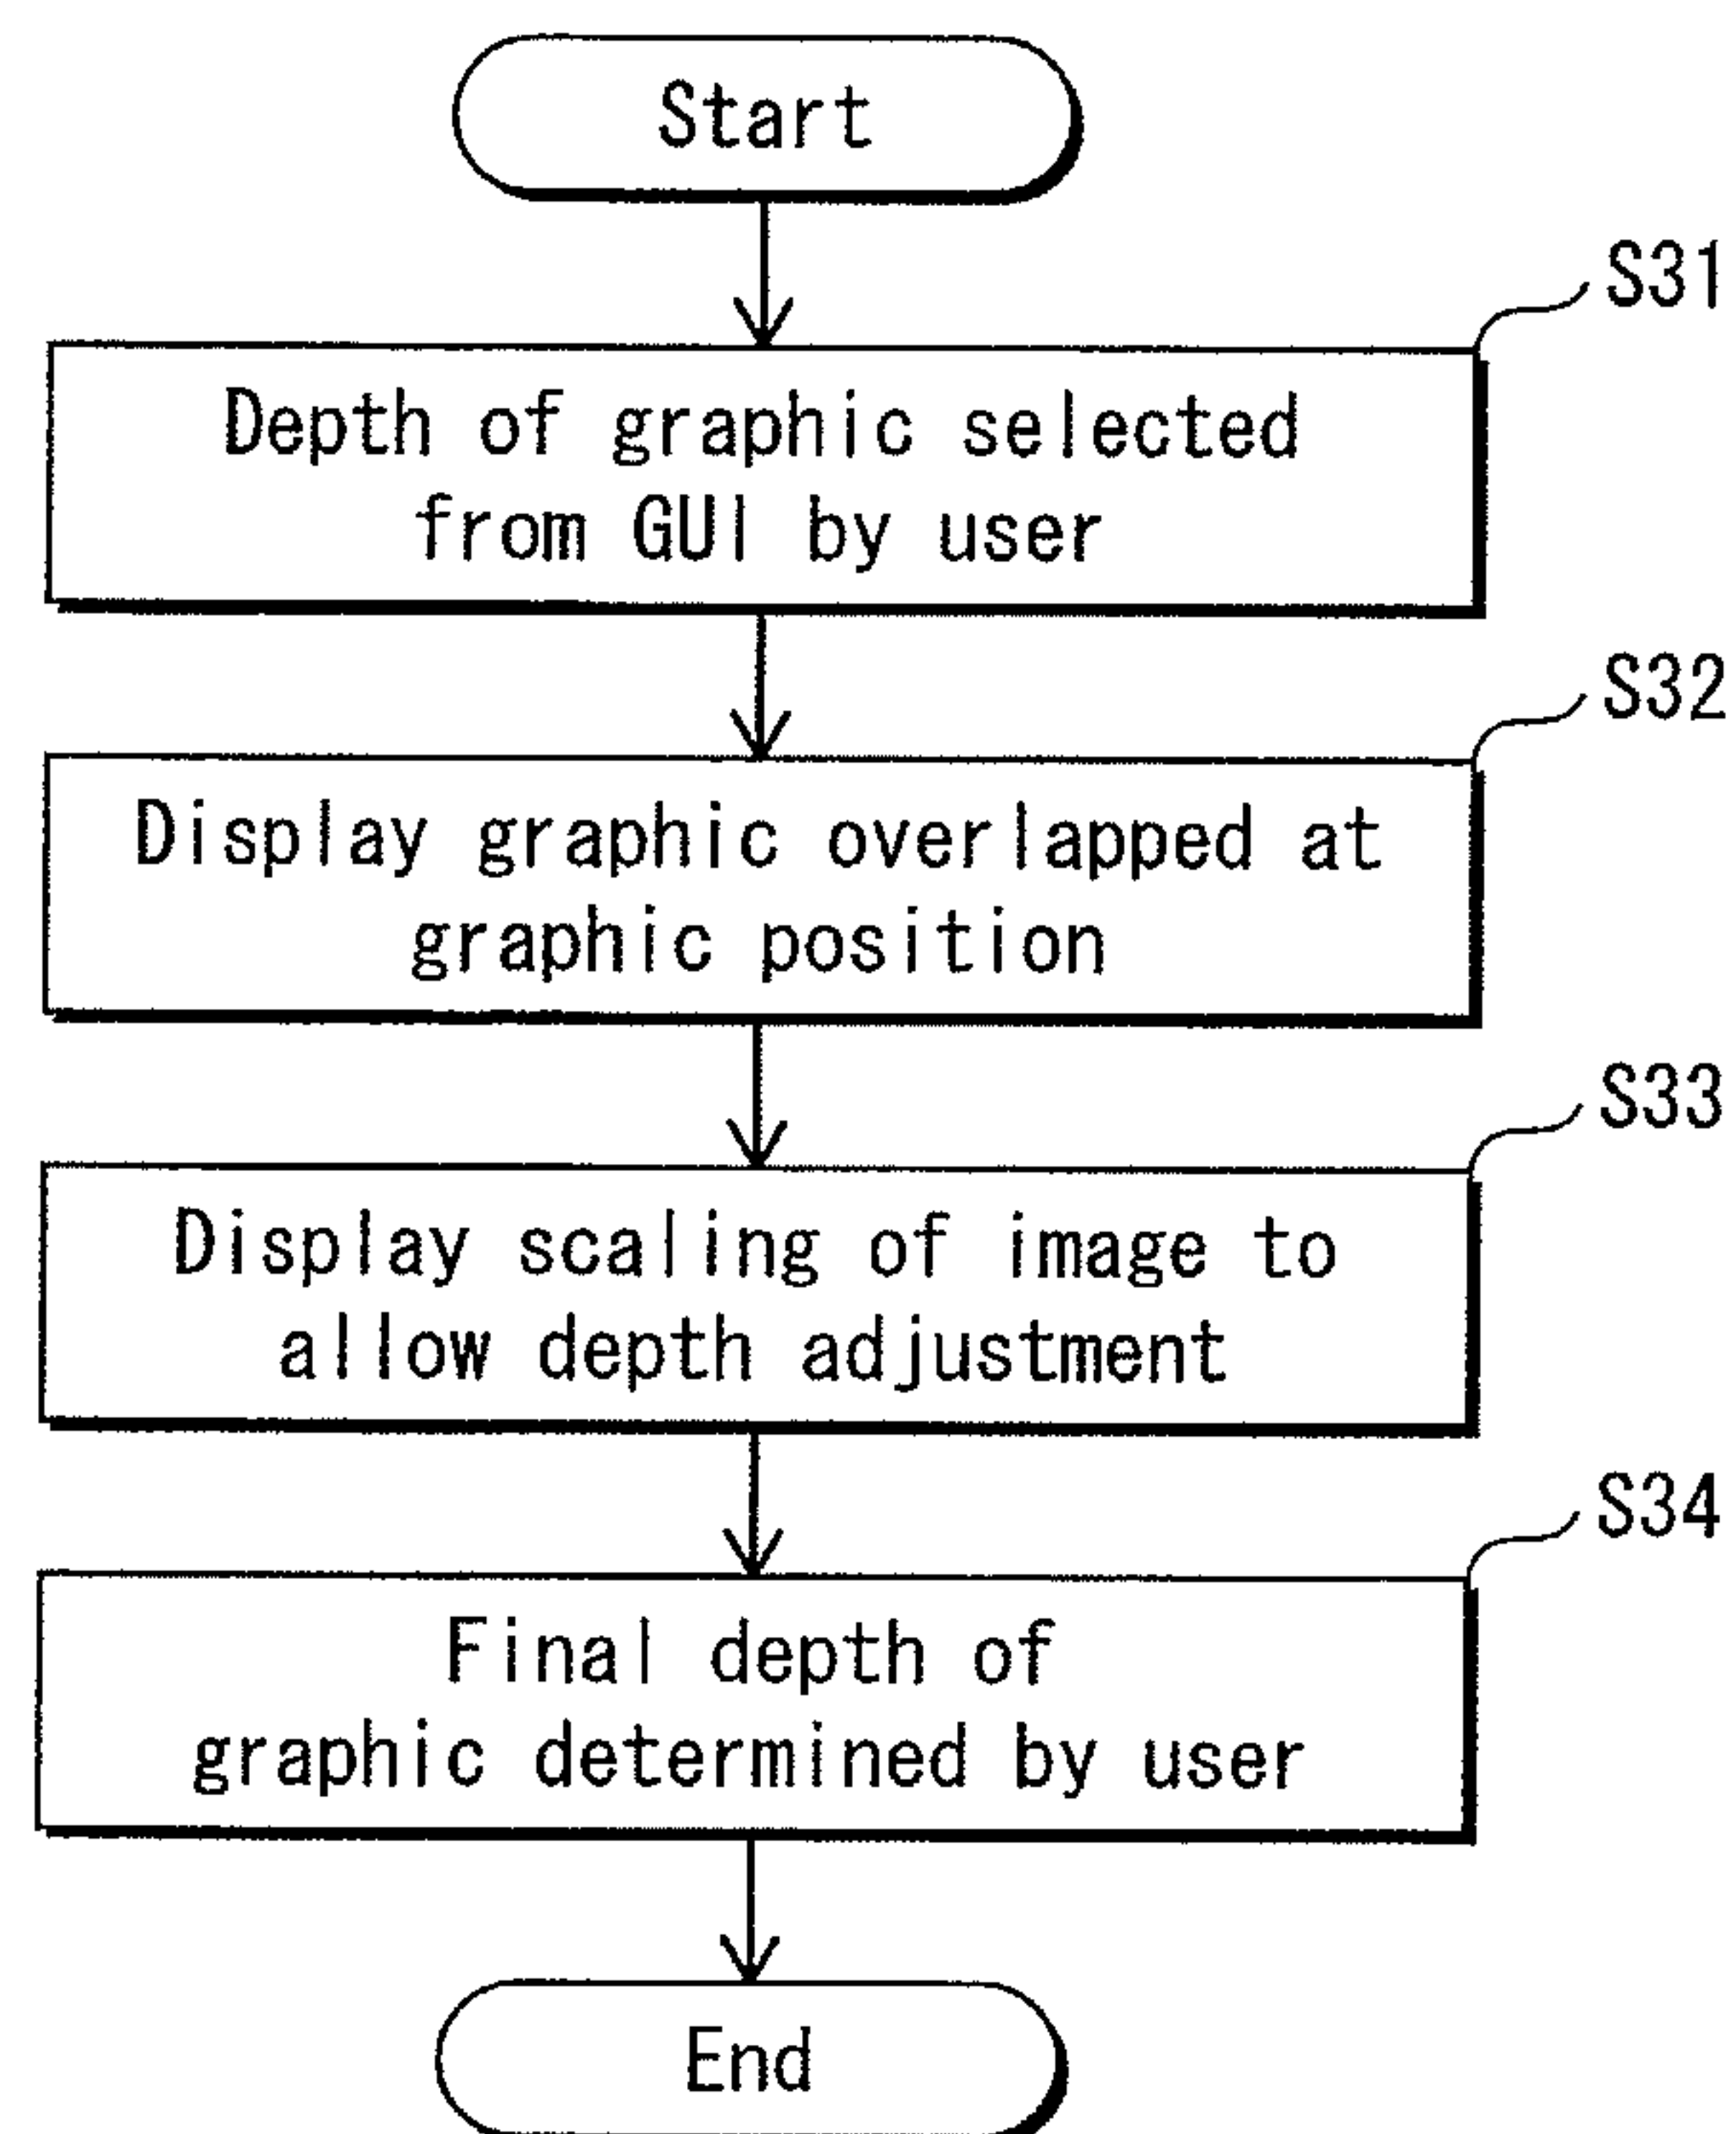 Start
S31
Depth of graphic selected
from GUI by user
S32
Display graphic overlapped at
graphic position
S33
Display scaling of image to
allow depth adjustment
S34
Final depth of
graphic determined by user
End